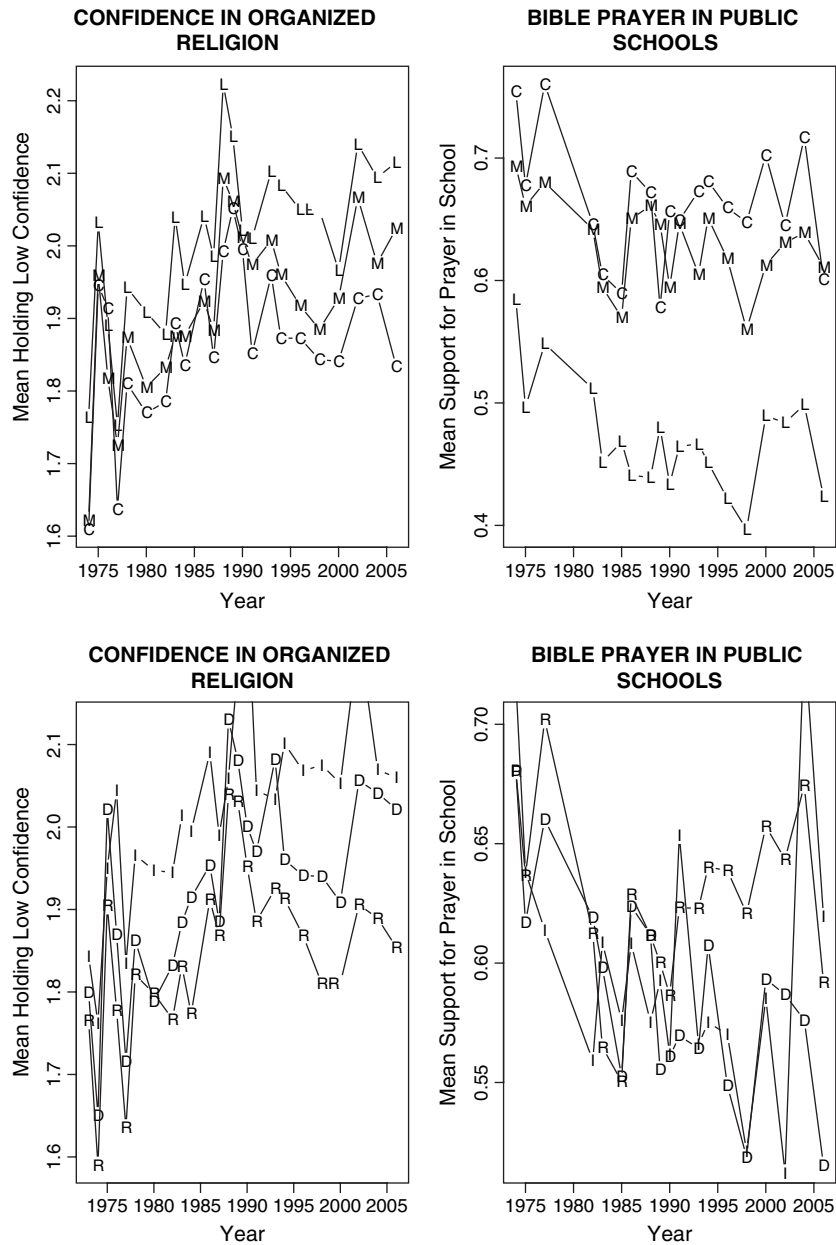 CONFIDENCE IN ORGANIZED
RELIGION
Mean Holding Low Confidence
2.2
2.1
2.0
1.9
1.8
1.7
1.6
1975 1980 1985 1990 1995 2000 2005
Year
BIBLE PRAYER IN PUBLIC
SCHOOLS
Mean Support for Prayer in School
0.7
0.6
0.5
0.4
1975 1980 1985 1990 1995 2000 2005
Year
CONFIDENCE IN ORGANIZED
RELIGION
Mean Holding Low Confidence
2.1
2.0
1.9
1.8
1.7
1.6
1975 1980 1985 1990 1995 2000 2005
Year
BIBLE PRAYER IN PUBLIC
SCHOOLS
Mean Support for Prayer in School
0.70
0.65
0.60
0.55
1975 1980 1985 1990 1995 2000 2005
Year